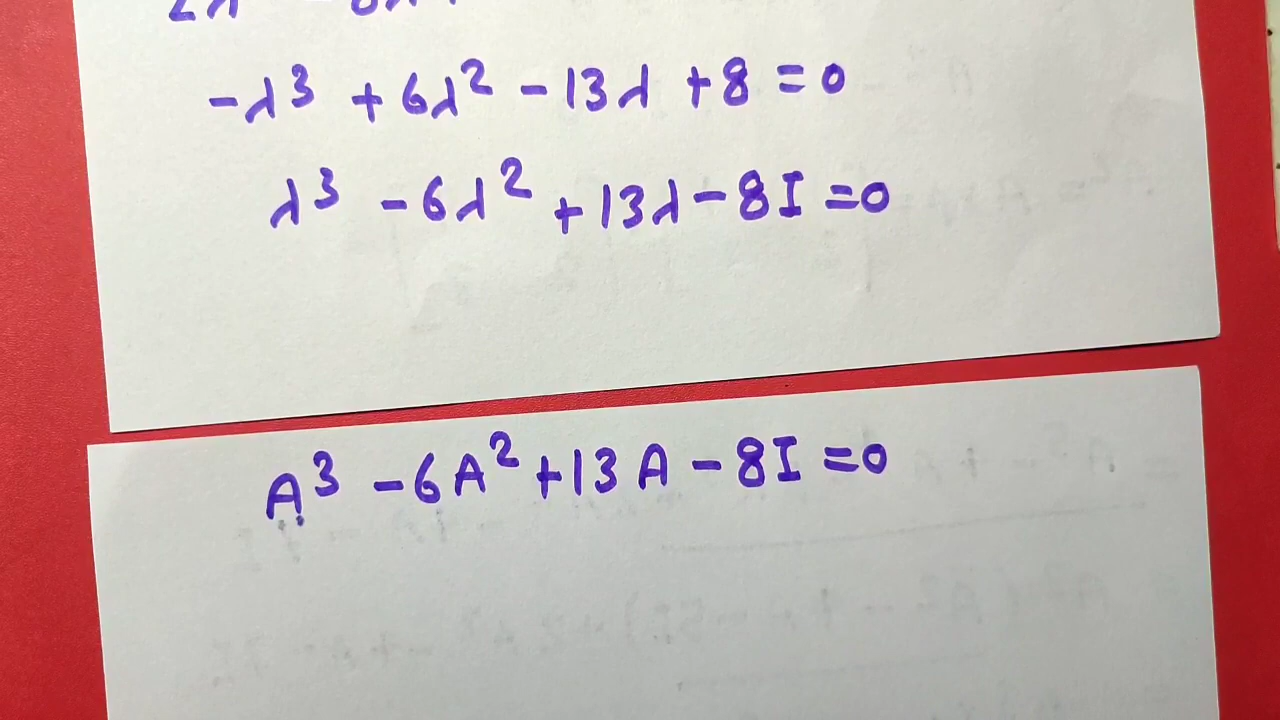 -λ³ + 6λ² - 13λ + 8 = 0
λ³ - 6λ² + 13λ - 8I = 0
A³ - 6A² + 13A - 8I = 0